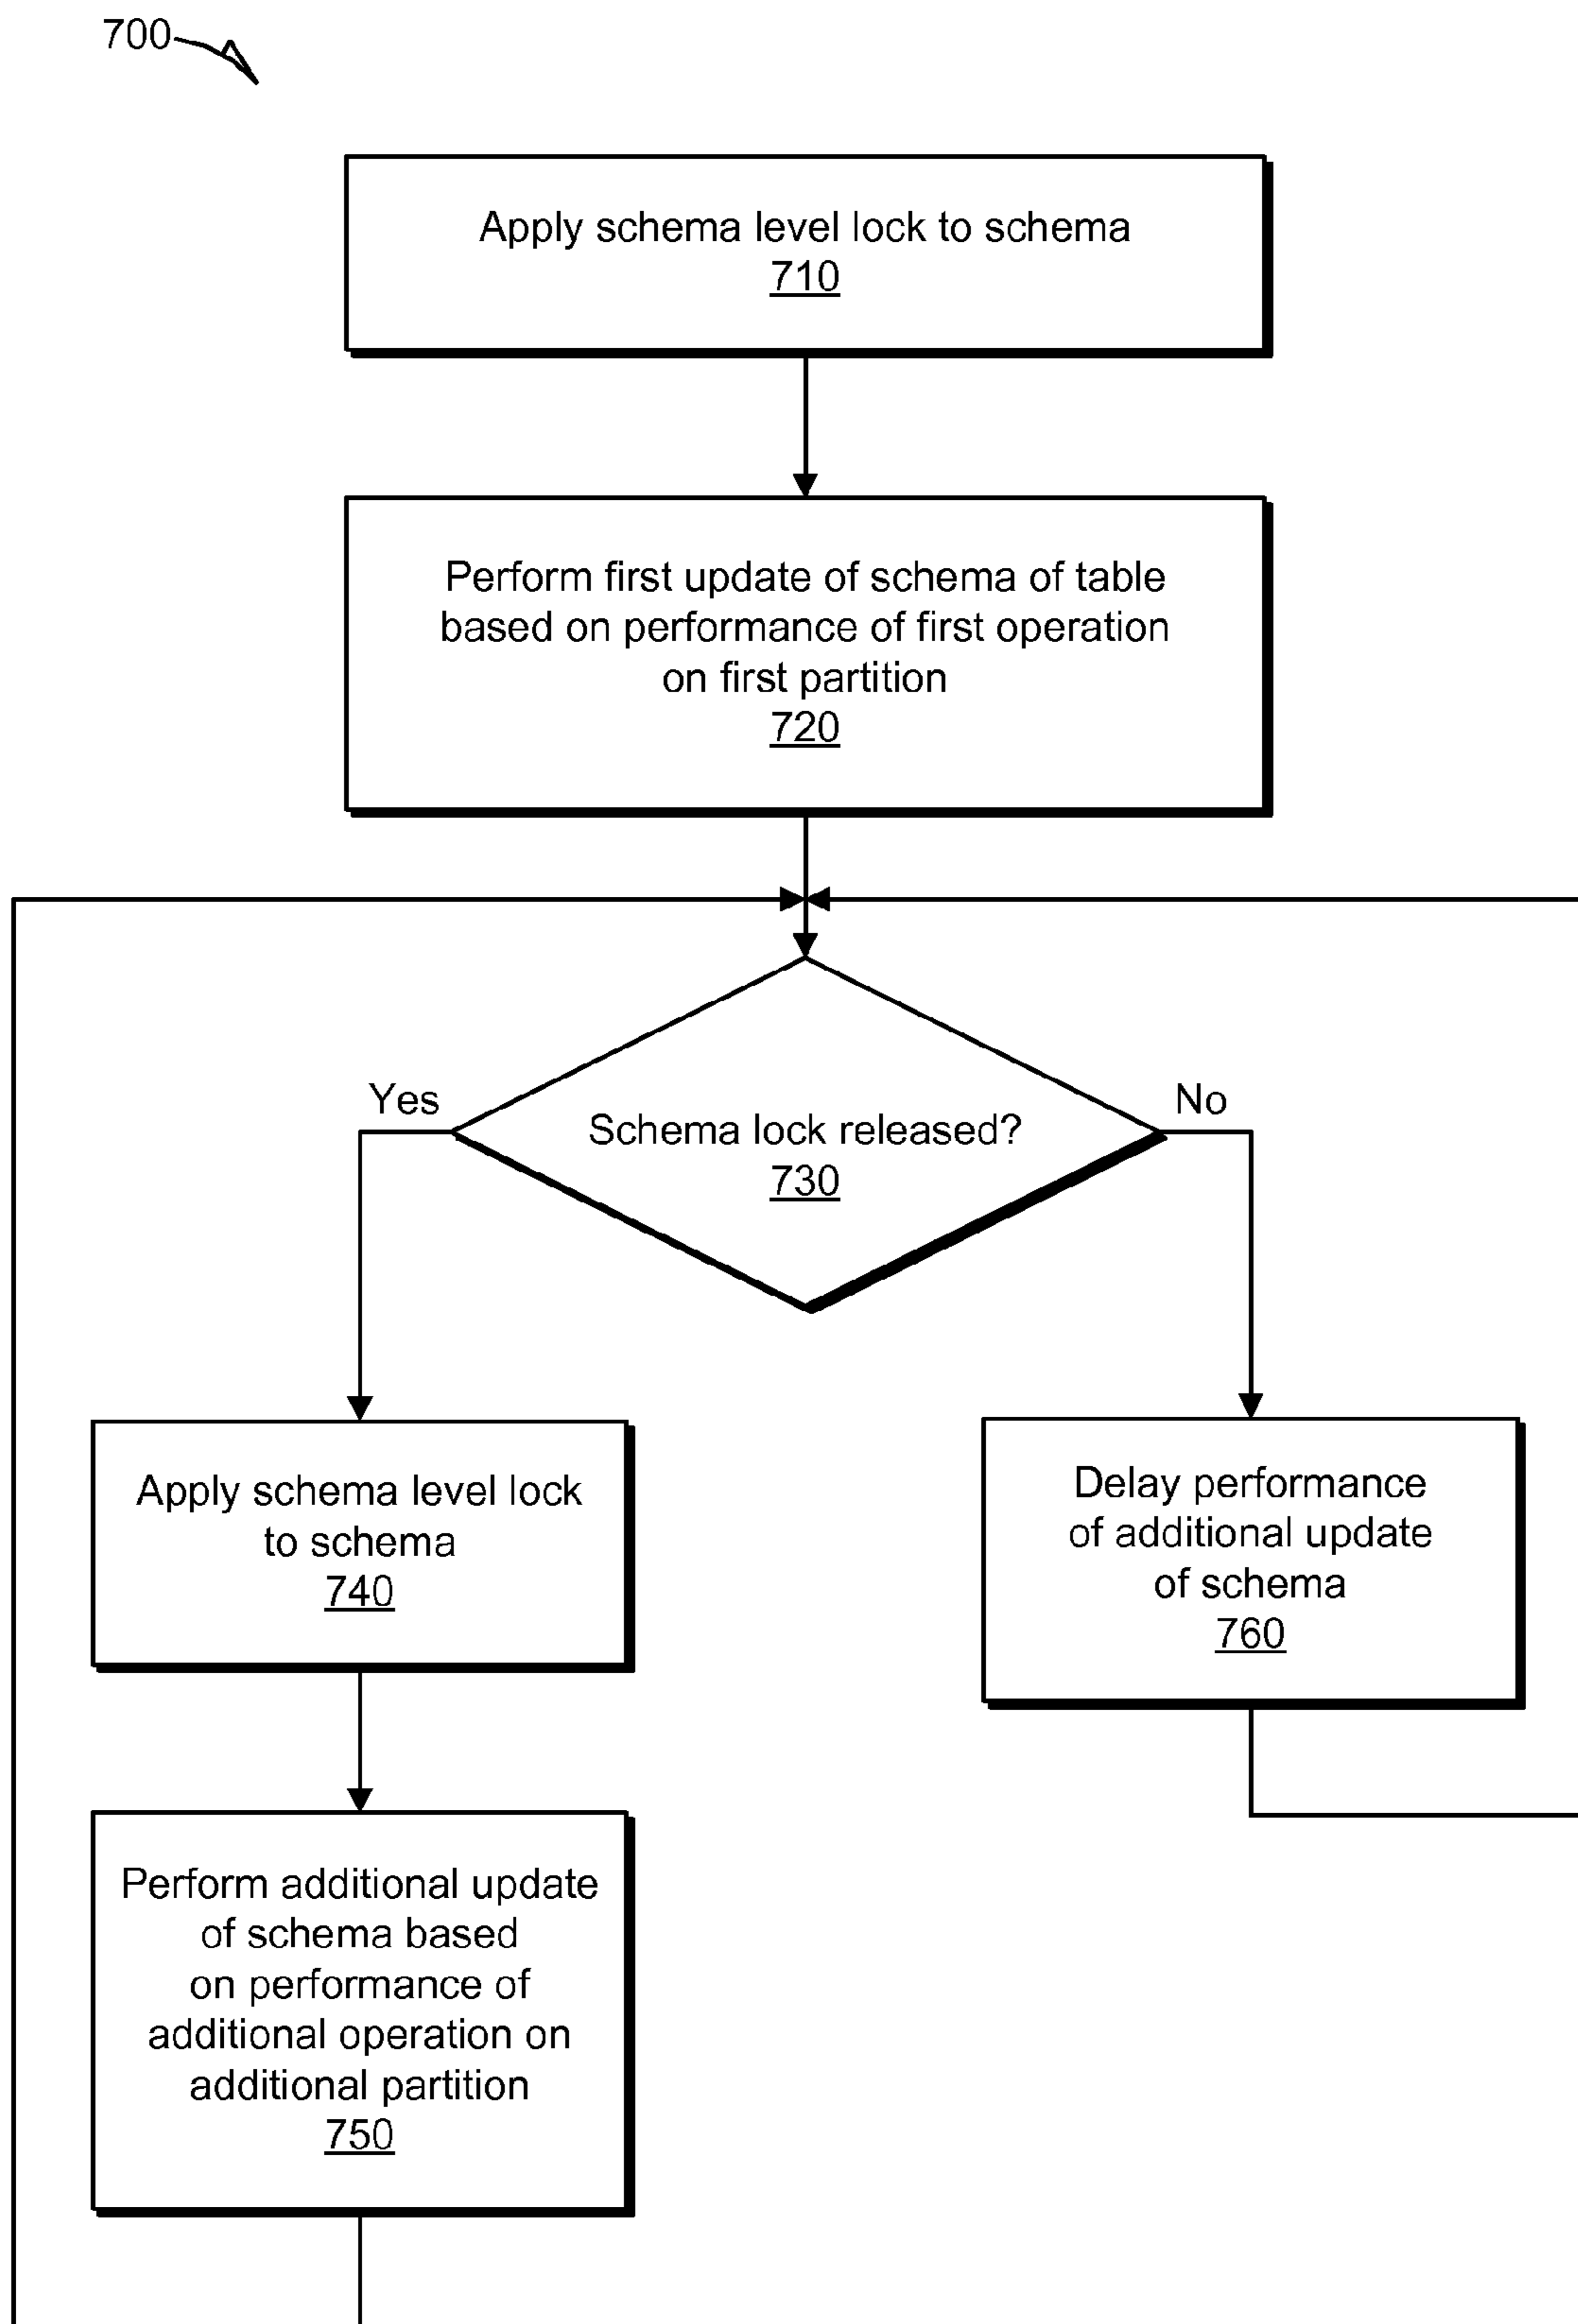 700
Apply schema level lock to schema
710
Perform first update of schema of table
based on performance of first operation
on first partition
720
Yes
No
Schema lock released?
730
Apply schema level lock
to schema
740
Delay performance
of additional update
of schema
760
Perform additional update
of schema based
on performance of
additional operation on
additional partition
750